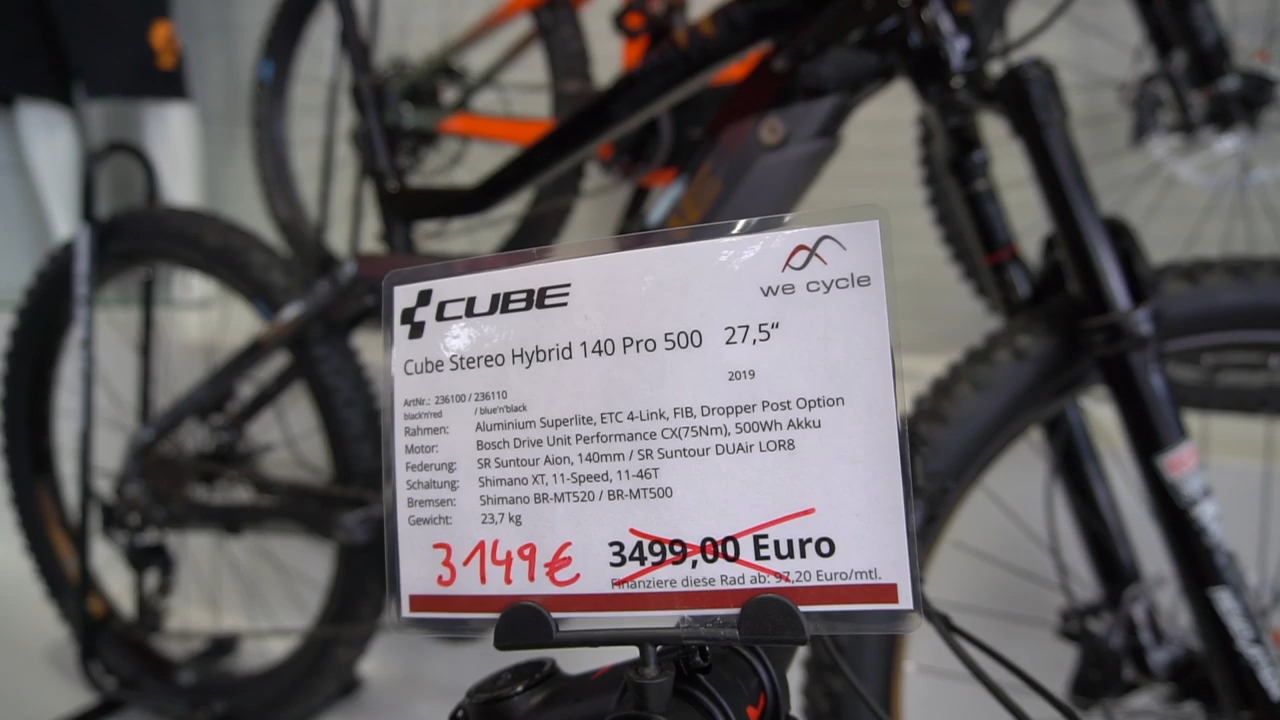 CUBE
we cycle
Cube Stereo Hybrid 140 Pro 500 27,5“
2019
ArtNr.: 236100 / 236110
black'n'red / blue'n'black
Rahmen: Aluminium Superlite, ETC 4-Link, FIB, Dropper Post Option
Motor: Bosch Drive Unit Performance CX(75Nm), 500Wh Akku
Federung: SR Suntour Aion, 140mm / SR Suntour DUAir LOR8
Schaltung: Shimano XT, 11-Speed, 11-46T
Bremsen: Shimano BR-MT520 / BR-MT500
Gewicht: 23,7 kg
3149€ 3499,00 Euro
Finanziere diese Rad ab: 97,20 Euro/mtl.